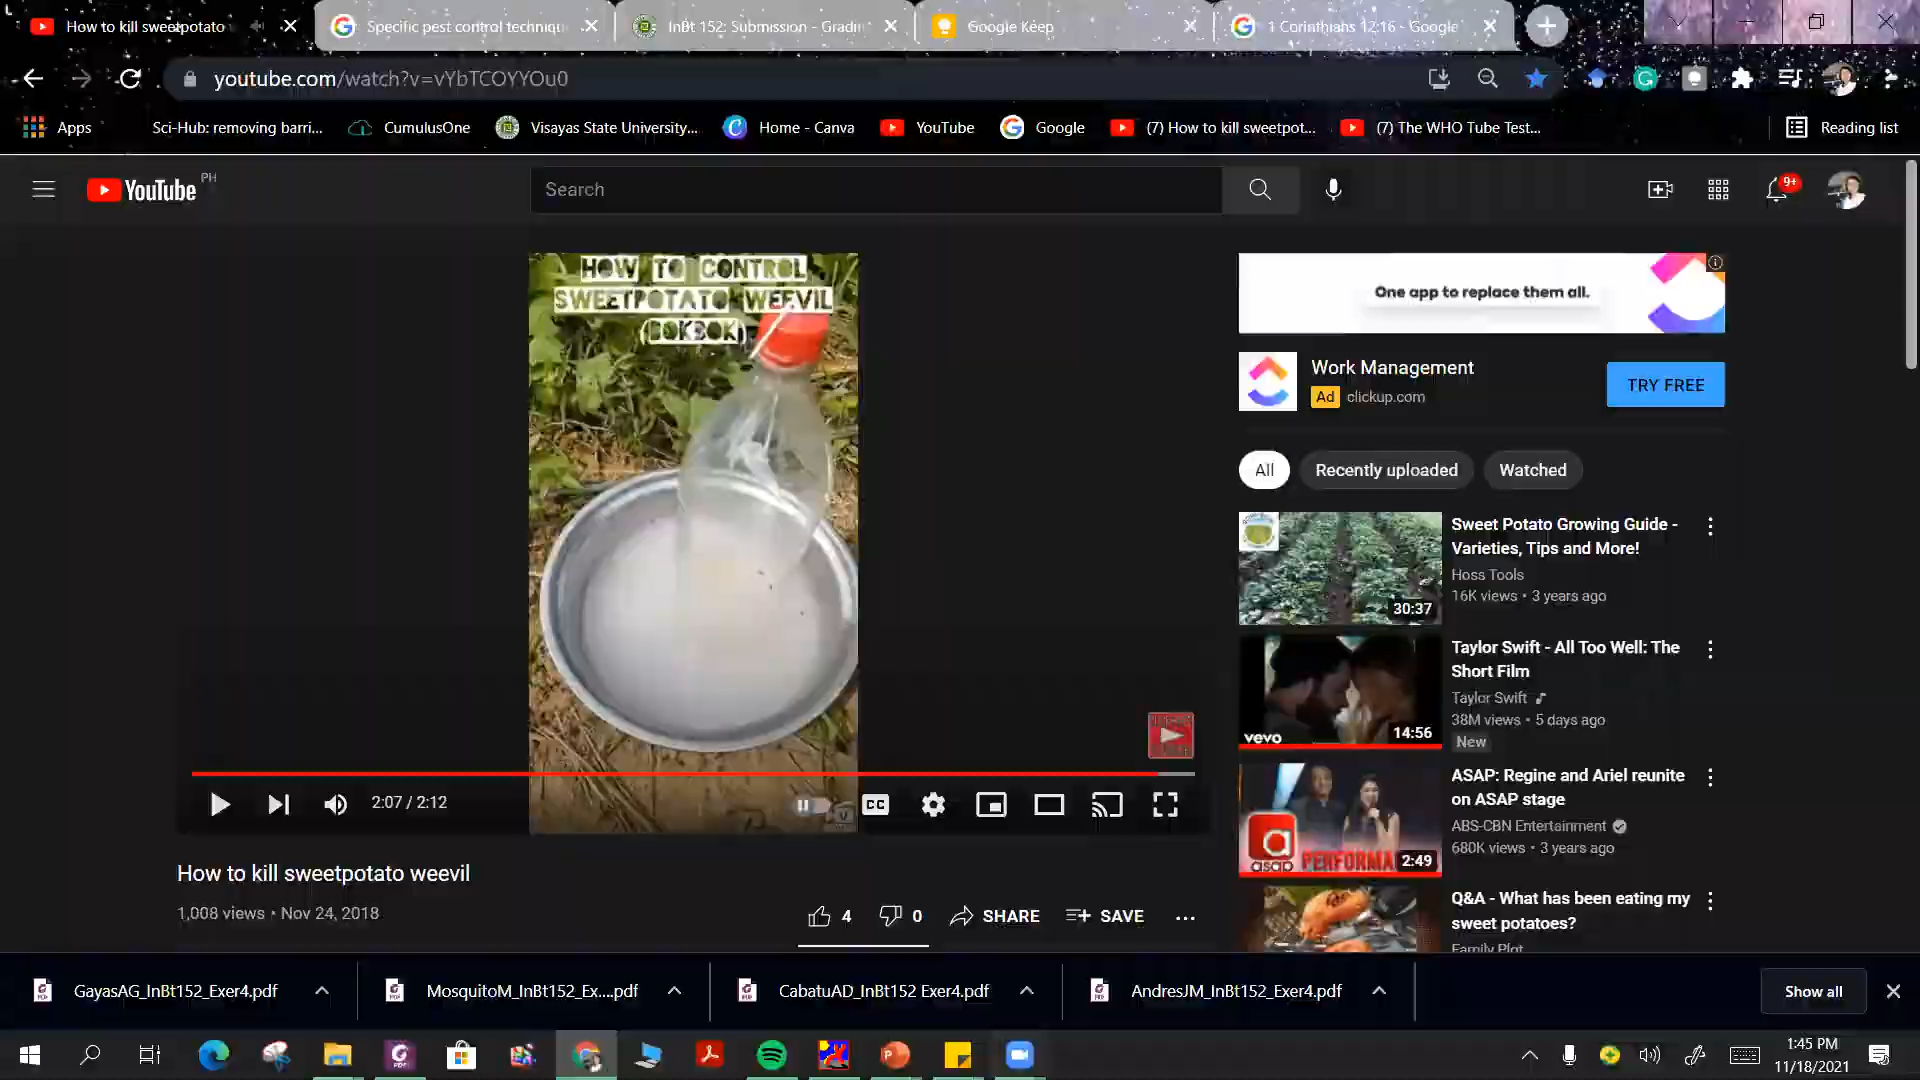 How to kill sweetpotato
Specific pest control techniqu
InBt 152: Submission - Gradin
Google Keep
1 Corinthians 12:16 - Google
youtube.com/watch?v=vYbTCOYYOu0
Apps
Sci-Hub: removing barri...
CumulusOne
Visayas State University,...
Home - Canva
YouTube
Google
(7) How to kill sweetpot...
(7) The WHO Tube Test...
Reading list
YouTube PH
Search
9+
HOW TO CONTROL
SWEETPOTATO WEEVIL
(BOKBOK)
One app to replace them all.
Work Management
Ad clickup.com
TRY FREE
All
Recently uploaded
Watched
Sweet Potato Growing Guide -
Varieties, Tips and More!
Hoss Tools
16K views • 3 years ago
30:37
Taylor Swift - All Too Well: The
Short Film
Taylor Swift
38M views • 5 days ago
New
vevo
14:56
ASAP: Regine and Ariel reunite
on ASAP stage
ABS-CBN Entertainment
680K views • 3 years ago
asap
PERFORMA
2:49
Q&A - What has been eating my
sweet potatoes?
Family Plot
2:07 / 2:12
CC
How to kill sweetpotato weevil
1,008 views • Nov 24, 2018
4
0
SHARE
SAVE
GayasAG_InBt152_Exer4.pdf
MosquitoM_InBt152_Ex....pdf
CabatuAD_InBt152 Exer4.pdf
AndresJM_InBt152_Exer4.pdf
Show all
1:45 PM
11/18/2021